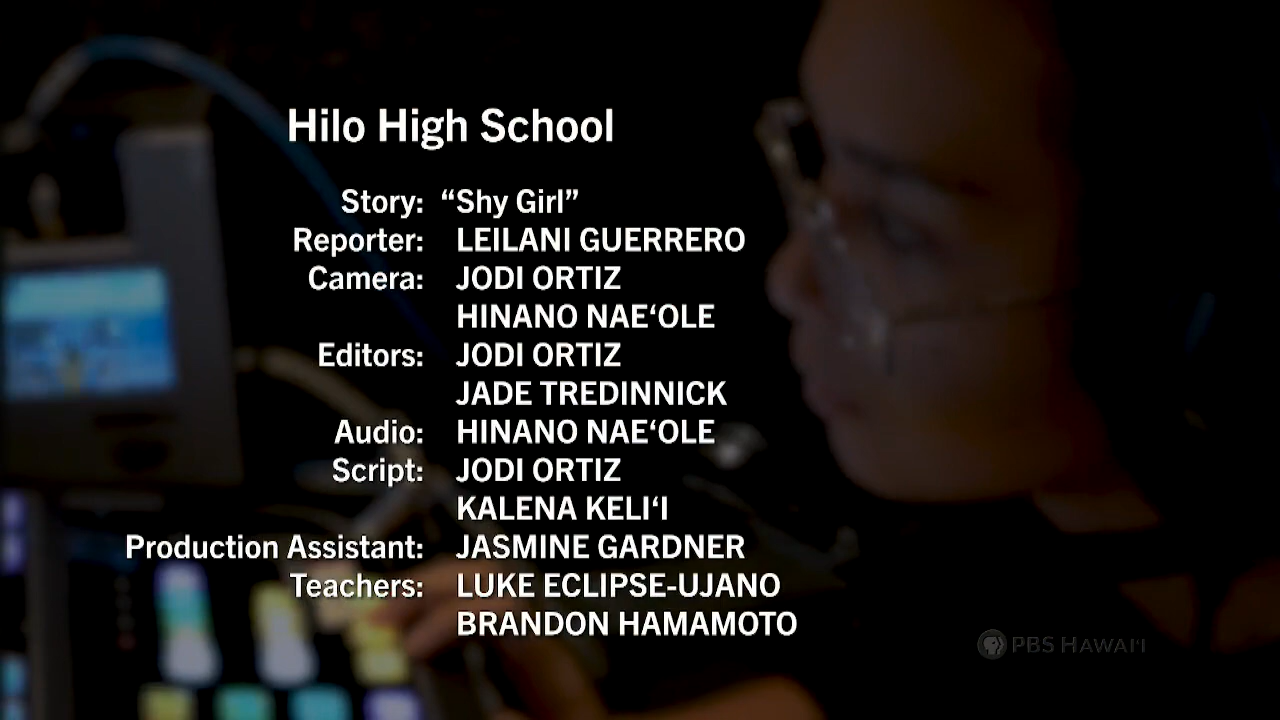 Hilo High School
Story: “Shy Girl”
Reporter: LEILANI GUERRERO
Camera: JODI ORTIZ
HINANO NAE‘OLE
Editors: JODI ORTIZ
JADE TREDINNICK
Audio: HINANO NAE‘OLE
Script: JODI ORTIZ
KALENA KELI‘I
Production Assistant: JASMINE GARDNER
Teachers: LUKE ECLIPSE-UJANO
BRANDON HAMAMOTO
PBS HAWAI‘I